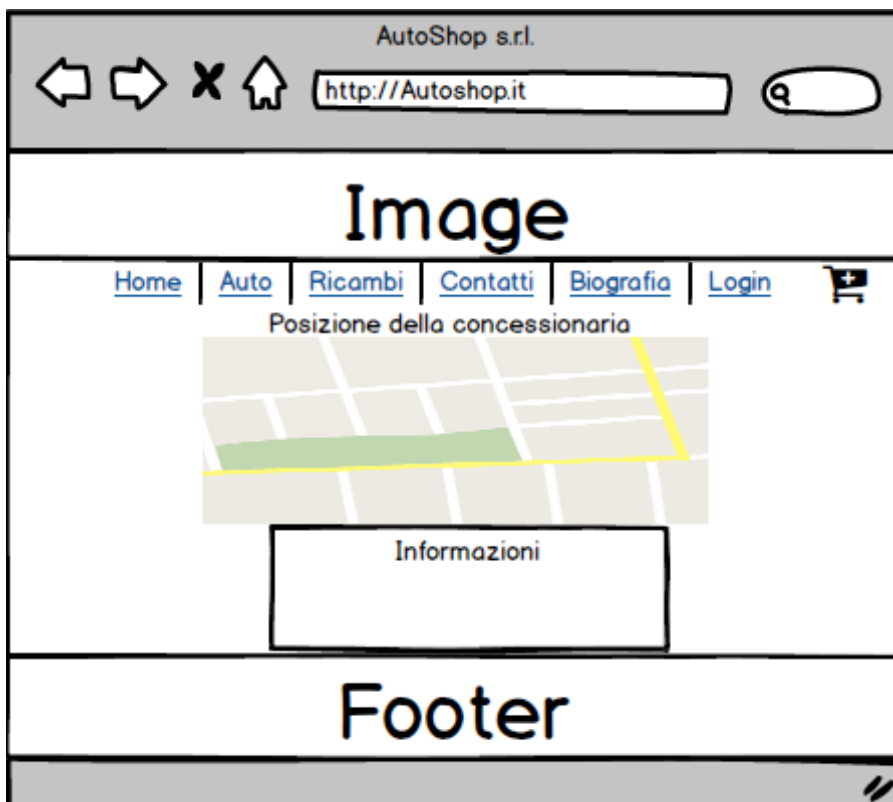 AutoShop s.r.l.
http://Autoshop.it
Image
Home Auto Ricambi Contatti Biografia Login
Posizione della concessionaria
Informazioni
Footer